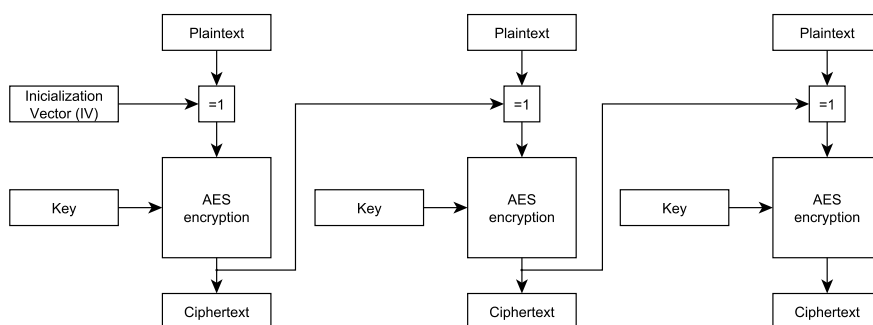 Plaintext
Plaintext
Plaintext
Inicialization
Vector (IV)
=1
=1
=1
Key
AES
encryption
Key
AES
encryption
Key
AES
encryption
Ciphertext
Ciphertext
Ciphertext